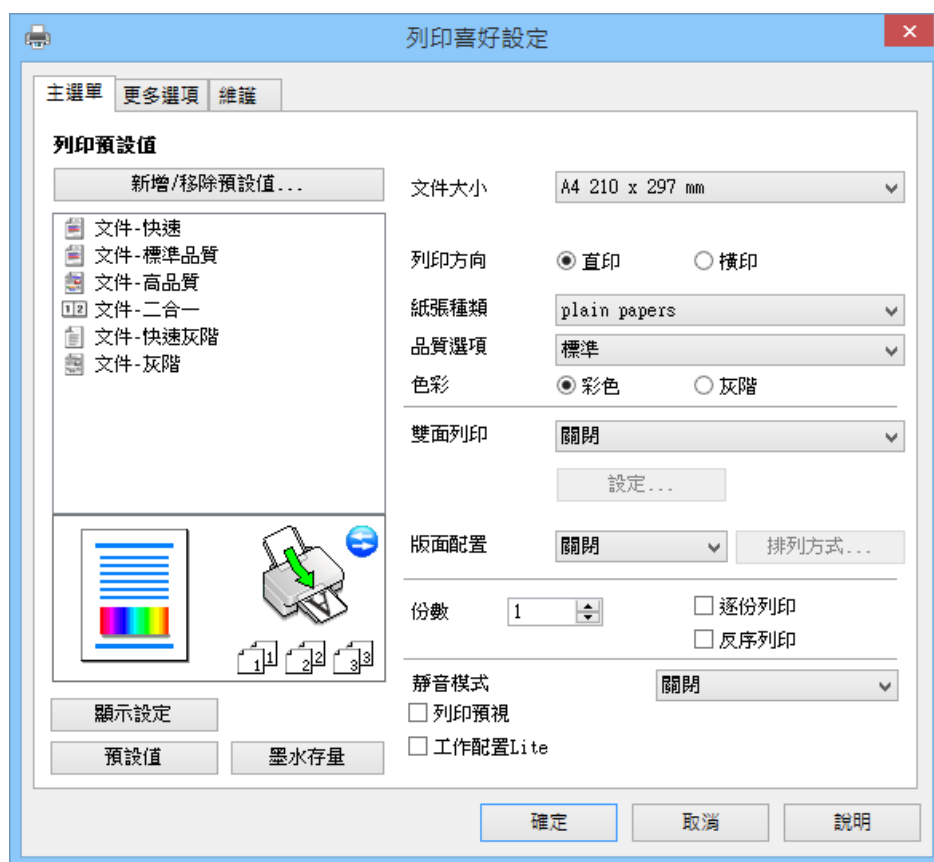 列印喜好設定
主選單 更多選項 維護
列印預設值
新增/移除預設值...
文件-快速
文件-標準品質
文件-高品質
12 文件-二合一
文件-快速灰階
文件-灰階
A
1 1 2 2 3 3
顯示設定
預設值 墨水存量
文件大小 A4 210 x 297 mm
列印方向 直印 橫印
紙張種類 plain papers
品質選項 標準
色彩 彩色 灰階
雙面列印 關閉
設定...
版面配置 關閉 排列方式...
份數 1 逐份列印
反序列印
靜音模式 關閉
列印預視
工作配置Lite
確定 取消 說明